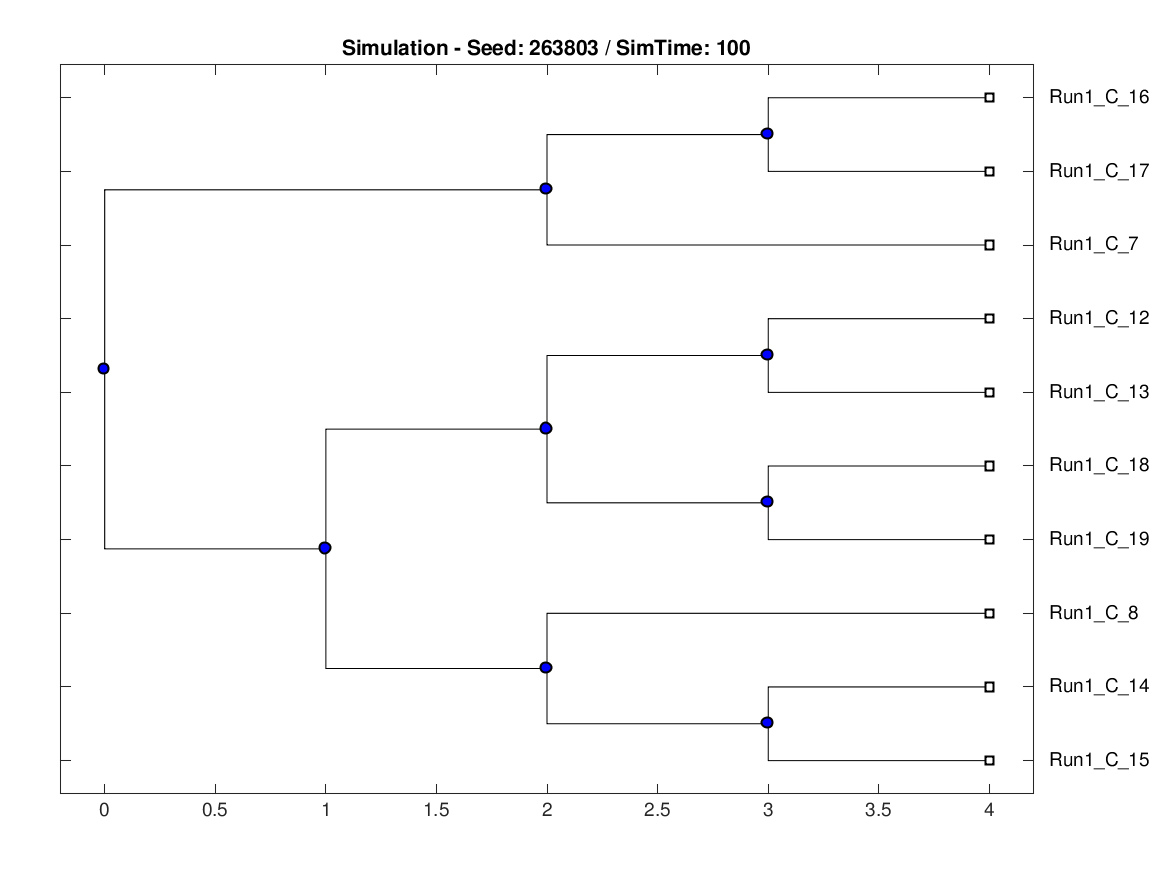 Simulation - Seed: 263803 / SimTime: 100
Run1_C_16
Run1_C_17
Run1_C_7
Run1_C_12
Run1_C_13
Run1_C_18
Run1_C_19
Run1_C_8
Run1_C_14
Run1_C_15
0 0.5 1 1.5 2 2.5 3 3.5 4